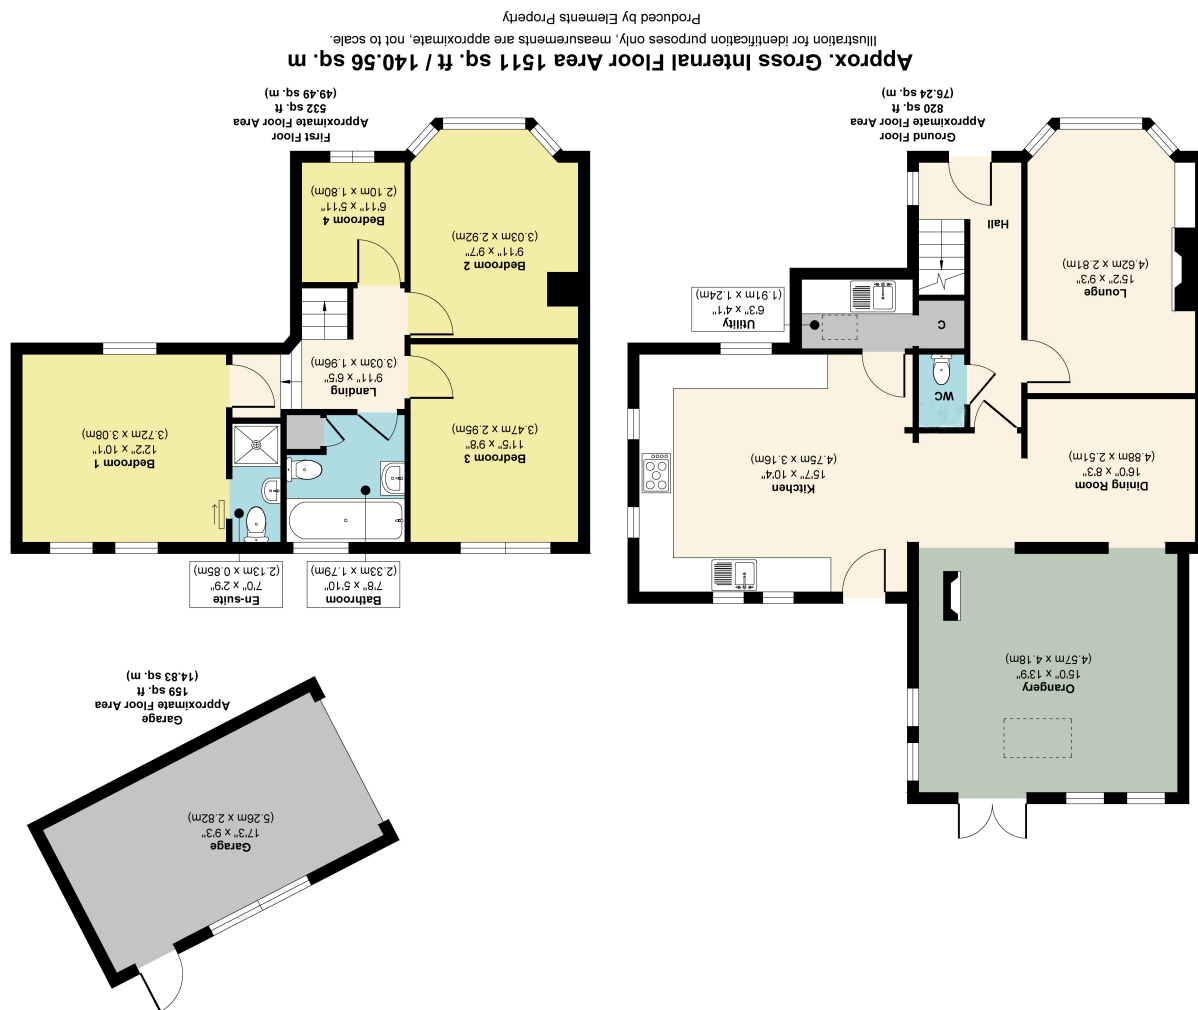 Garage
17'3" x 9'3"
(5.26m x 2.82m)
Garage
Approximate Floor Area
159 sq. ft
(14.83 sq. m)
Orangery
15'0" x 13'9"
(4.57m x 4.18m)
Dining Room
16'0" x 8'3"
(4.88m x 2.51m)
Kitchen
15'7" x 10'4"
(4.75m x 3.16m)
WC
C
Utility
6'3" x 4'1"
(1.91m x 1.24m)
Lounge
15'2" x 9'3"
(4.62m x 2.81m)
Hall
Ground Floor
Approximate Floor Area
820 sq. ft
(76.24 sq. m)
Bathroom
7'8" x 5'10"
(2.33m x 1.79m)
En-suite
7'0" x 2'9"
(2.13m x 0.85m)
Bedroom 3
11'5" x 9'8"
(3.47m x 2.95m)
Bedroom 1
12'2" x 10'1"
(3.72m x 3.08m)
Landing
9'11" x 6'5"
(3.03m x 1.96m)
Bedroom 2
9'11" x 9'7"
(3.03m x 2.92m)
Bedroom 4
6'11" x 5'11"
(2.10m x 1.80m)
First Floor
Approximate Floor Area
532 sq. ft
(49.49 sq. m)
Approx. Gross Internal Floor Area 1511 sq. ft / 140.56 sq. m
Illustration for identification purposes only, measurements are approximate, not to scale.
Produced by Elements Property